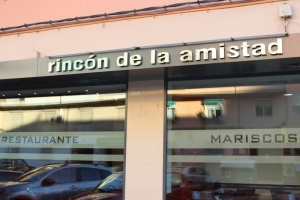 rincón de la amistad
RESTAURANTE
MARISCOS